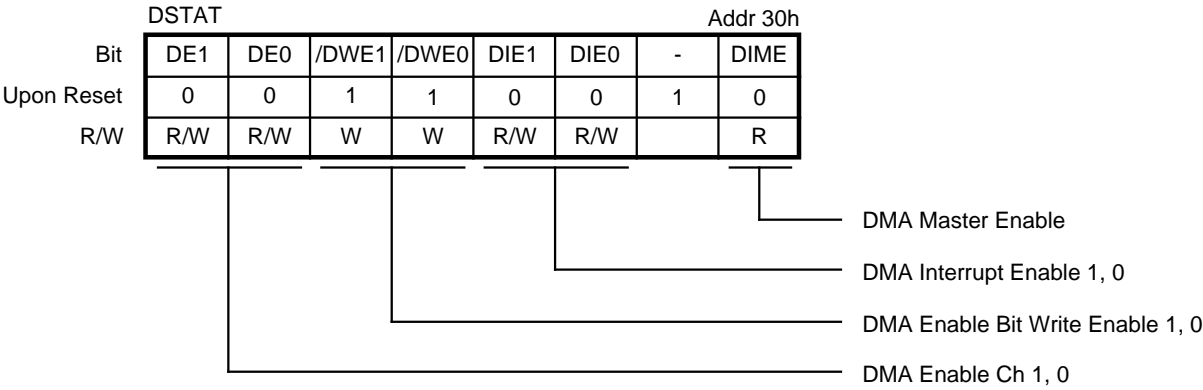 DSTAT Addr 30h
Bit DE1 DE0 /DWE1 /DWE0 DIE1 DIE0 - DIME
Upon Reset 0 0 1 1 0 0 1 0
R/W R/W R/W W W R/W R/W R
DMA Master Enable
DMA Interrupt Enable 1, 0
DMA Enable Bit Write Enable 1, 0
DMA Enable Ch 1, 0